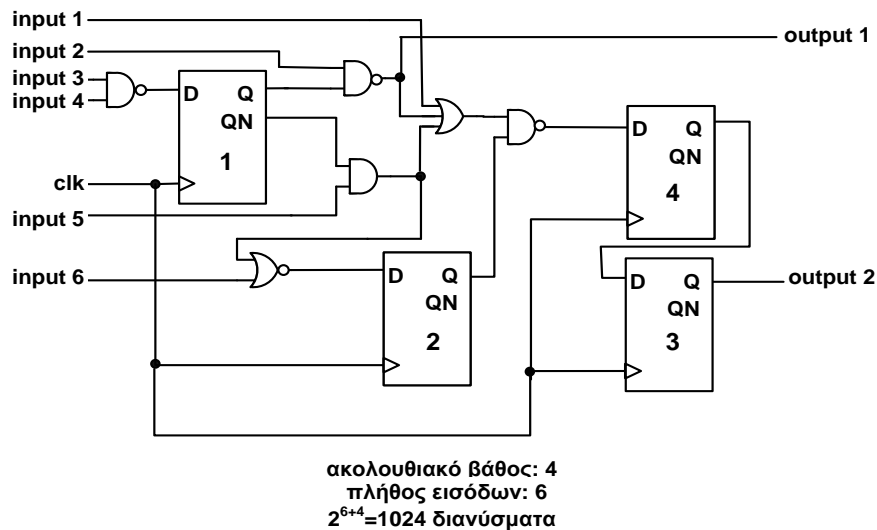 input 1
input 2
output 1
input 3
input 4
D Q
QN
1
D Q
QN
4
clk
input 5
input 6
D Q
QN
2
D Q
QN
3
output 2
ακολουθιακό βάθος: 4
πλήθος εισόδων: 6
2^6+4=1024 διανύσματα